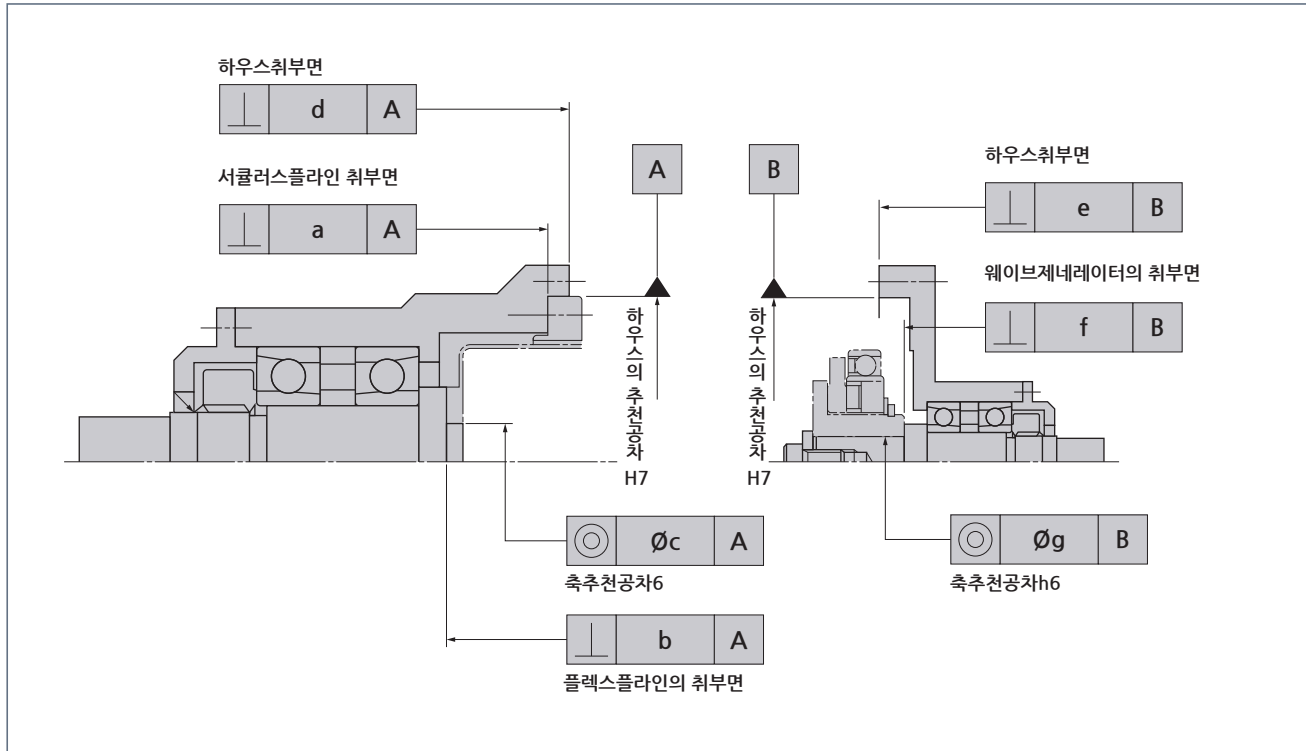 하우스취부면
⊥ d A
서큘러스플라인 취부면
⊥ a A
A
B
하우스취부면
⊥ e B
웨이브제네레이터의 취부면
⊥ f B
하우스의 추천공차
H7
하우스의 추천공차
H7
◎ Øc A
축추천공차6
⊥ b A
플렉스플라인의 취부면
◎ Øg B
축추천공차h6